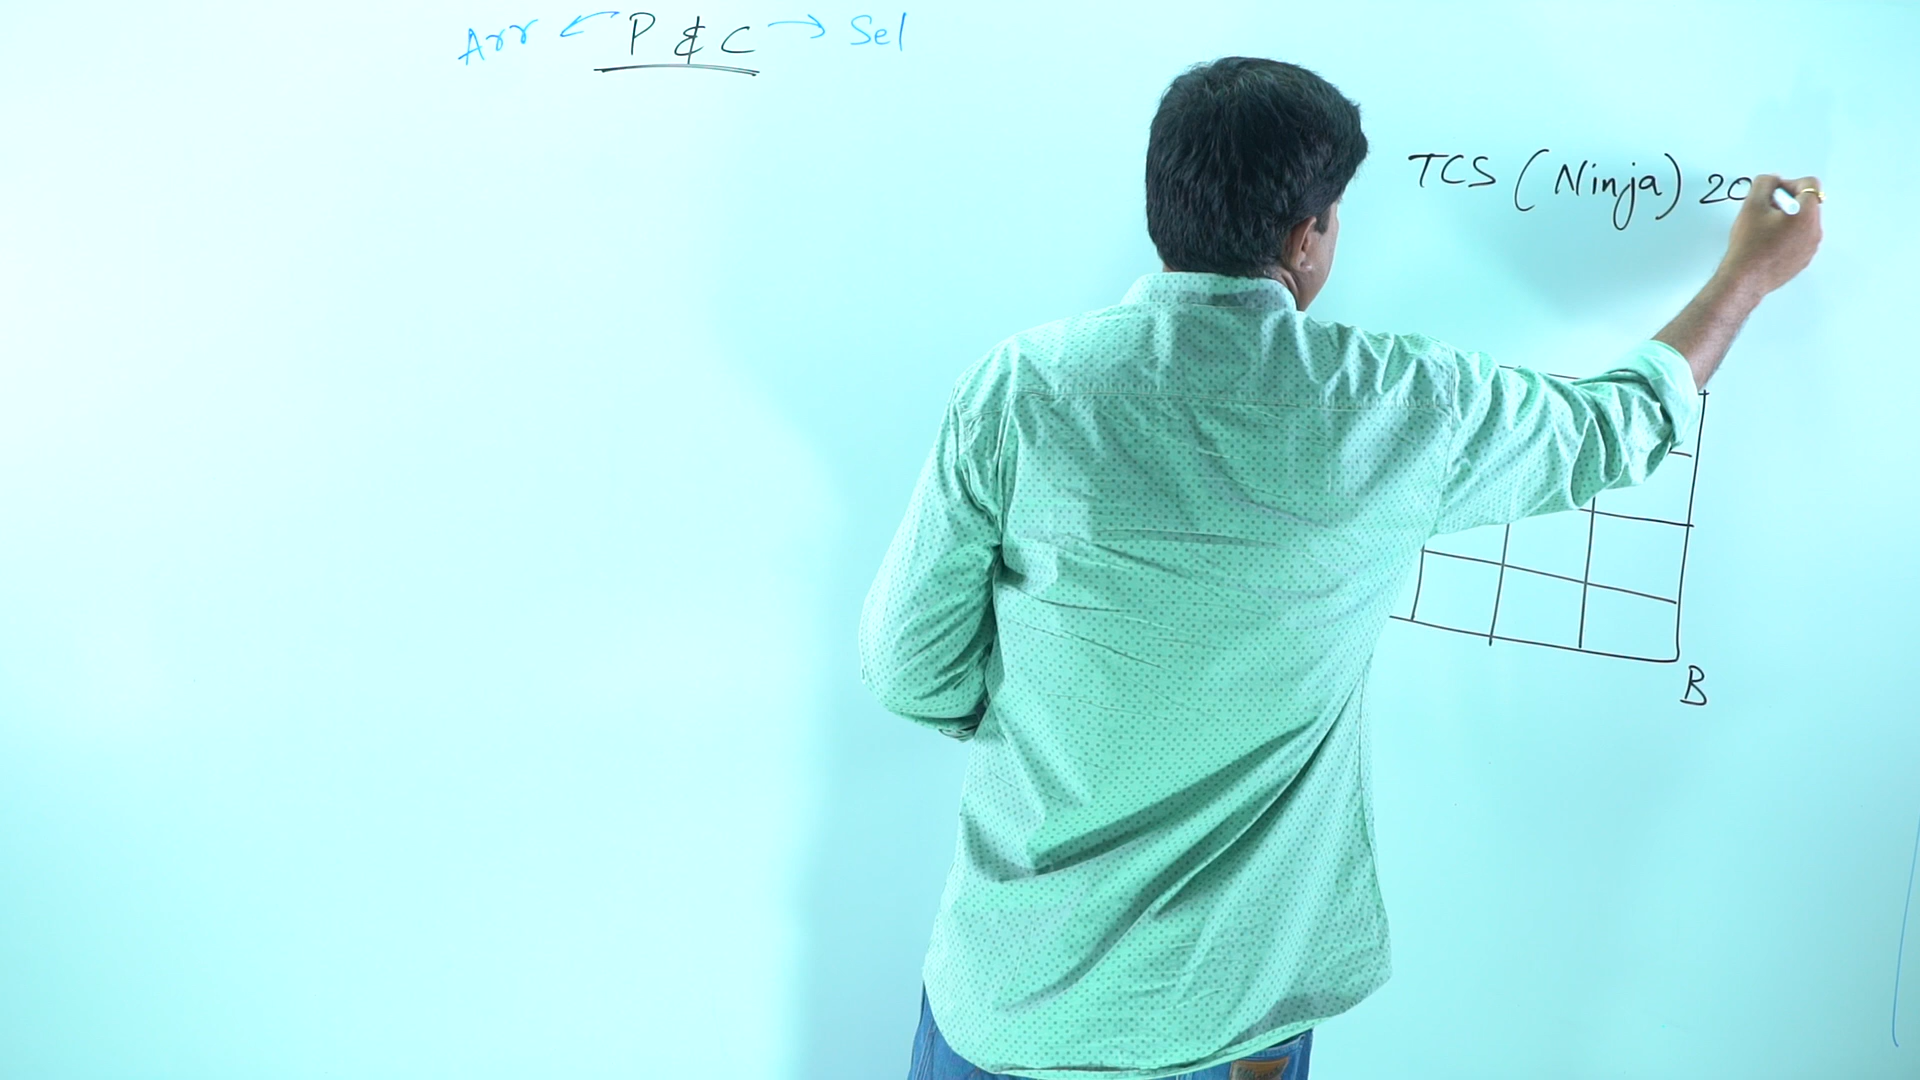 Arr ← P & C → Sel
TCS (Ninja) 20
B